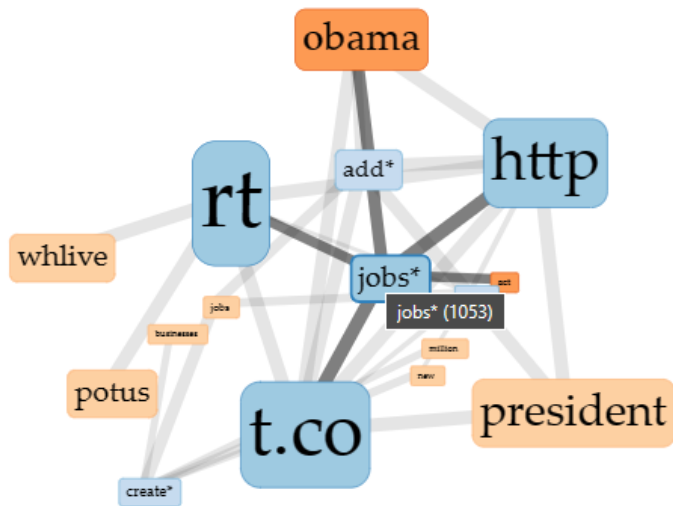 obama
http
add*
rt
whlive
jobs*
act
jobs* (1053)
jobs
businesses
million
new
potus
president
t.co
create*